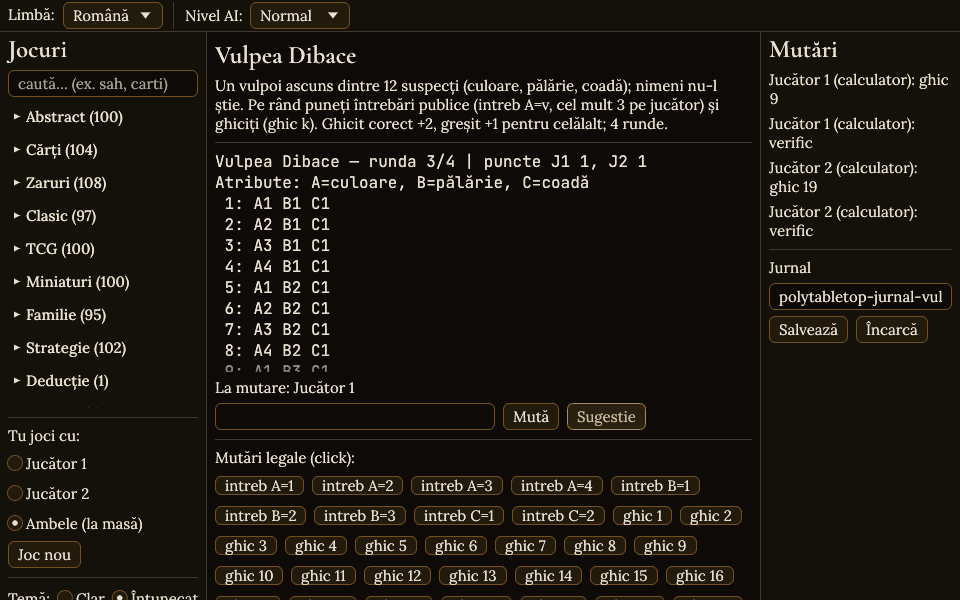 Limbă: Română ▼ Nivel AI: Normal ▼
Jocuri
caută... (ex. sah, carti)
▸ Abstract (100)
▸ Cărți (104)
▸ Zaruri (108)
▸ Clasic (97)
▸ TCG (100)
▸ Miniaturi (100)
▸ Familie (95)
▸ Strategie (102)
▸ Deducție (1)
Tu joci cu:
Jucător 1
Jucător 2
Ambele (la masă)
Joc nou
Temă: Clar Întunecat
Vulpea Dibace
Un vulpoi ascuns dintre 12 suspecți (culoare, pălărie, coadă); nimeni nu-l
știe. Pe rând puneți întrebări publice (intreb A=v, cel mult 3 pe jucător) și
ghiciți (ghic k). Ghicit corect +2, greșit +1 pentru celălalt; 4 runde.
Vulpea Dibace — runda 3/4 | puncte J1 1, J2 1
Atribute: A=culoare, B=pălărie, C=coadă
1: A1 B1 C1
2: A2 B1 C1
3: A3 B1 C1
4: A4 B1 C1
5: A1 B2 C1
6: A2 B2 C1
7: A3 B2 C1
8: A4 B2 C1
9: A1 B3 C1
La mutare: Jucător 1
Mută Sugestie
Mutări legale (click):
intreb A=1 intreb A=2 intreb A=3 intreb A=4 intreb B=1
intreb B=2 intreb B=3 intreb C=1 intreb C=2 ghic 1 ghic 2
ghic 3 ghic 4 ghic 5 ghic 6 ghic 7 ghic 8 ghic 9
ghic 10 ghic 11 ghic 12 ghic 13 ghic 14 ghic 15 ghic 16
Mutări
Jucător 1 (calculator): ghic
9
Jucător 1 (calculator):
verific
Jucător 2 (calculator):
ghic 19
Jucător 2 (calculator):
verific
Jurnal
polytabletop-jurnal-vul
Salvează Încarcă